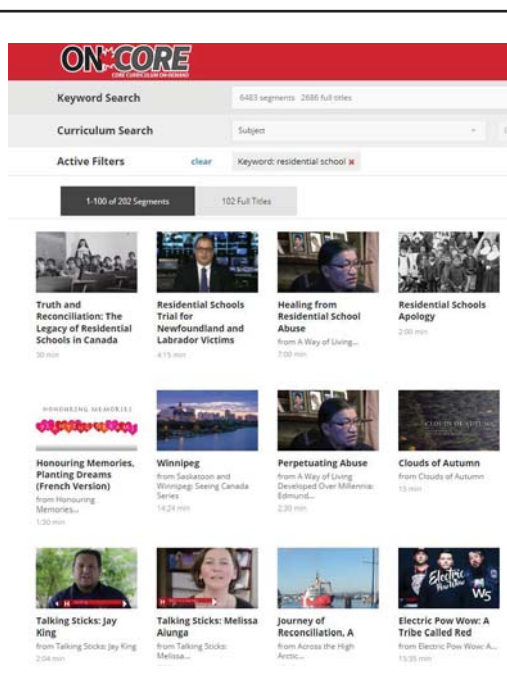 ON CORE
CORE CURRICULUM ON-DEMAND
Keyword Search
6483 segments 2686 full titles
Curriculum Search
Subject
Active Filters
clear
Keyword: residential school ×
1-100 of 202 Segments
102 Full Titles
Truth and
Reconciliation: The
Legacy of Residential
Schools in Canada
30 min
Residential Schools
Trial for
Newfoundland and
Labrador Victims
4:15 min
Healing from
Residential School
Abuse
from A Way of Living...
7:00 min
Residential Schools
Apology
2:00 min
HONOURING MEMORIES
Honouring Memories,
Planting Dreams
(French Version)
from Honouring
Memories...
1:30 min
Winnipeg
from Saskatoon and
Winnipeg: Seeing Canada
Series
14:24 min
Perpetuating Abuse
from A Way of Living
Developed Over Millennia:
Edmund...
2:30 min
CLOUDS OF AUTUMN
Clouds of Autumn
from Clouds of Autumn
15 min
Talking Sticks: Jay
King
from Talking Sticks: Jay King
2:04 min
Talking Sticks: Melissa
Aiunga
from Talking Sticks:
Melissa...
Journey of
Reconciliation, A
from Across the High
Arctic...
Electric
Pow Wow
W5
Electric Pow Wow: A
Tribe Called Red
from Electric Pow Wow: A...
15:35 min